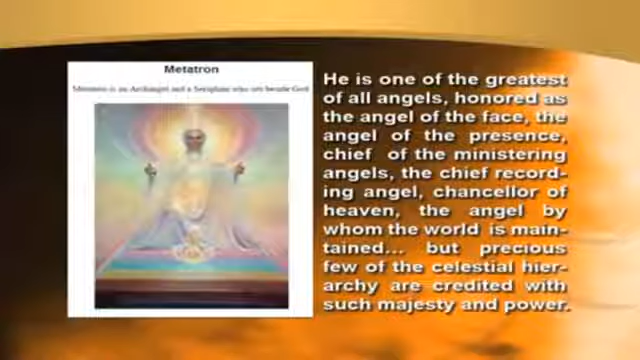 Metatron
Metatron is an Archangel and a Seraphim who sits beside God
He is one of the greatest
of all angels, honored as
the angel of the face, the
angel of the presence,
chief of the ministering
angels, the chief record-
ing angel, chancellor of
heaven, the angel by
whom the world is main-
tained... but precious
few of the celestial hier-
archy are credited with
such majesty and power.